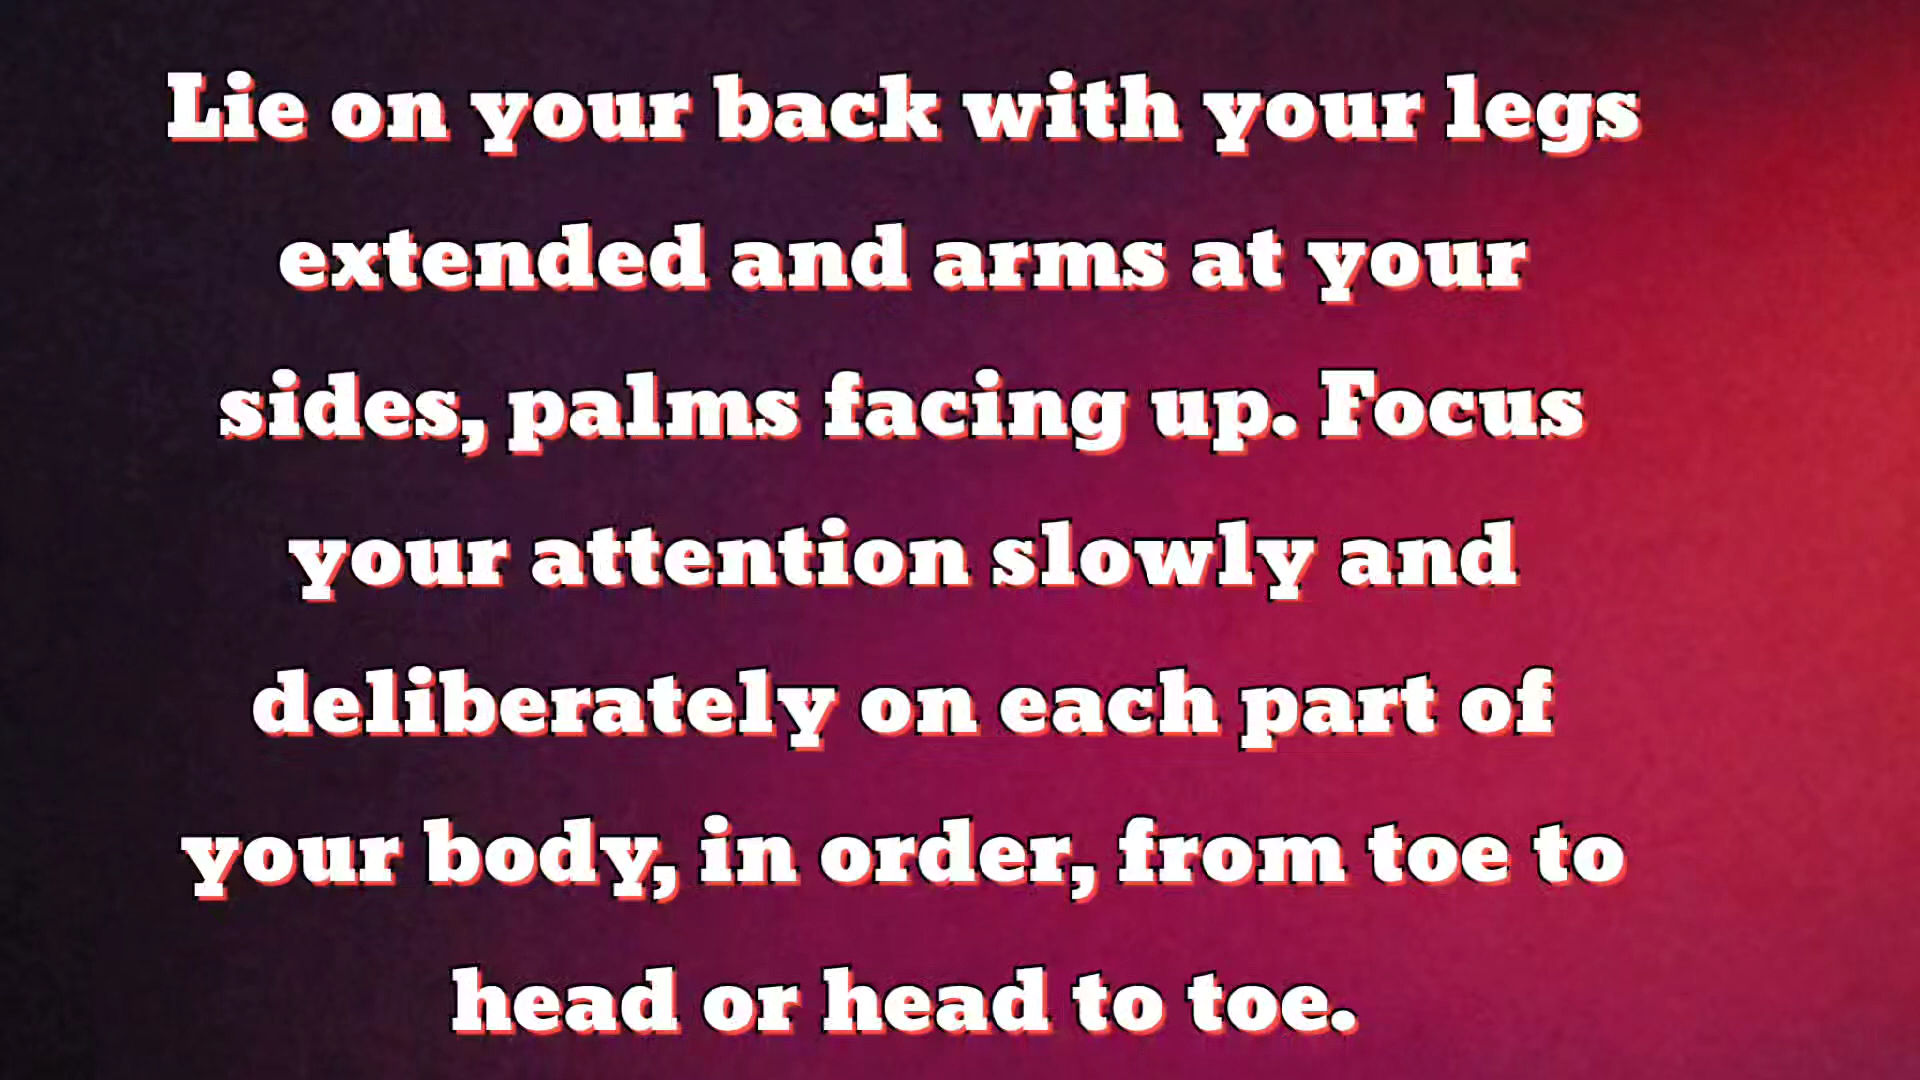 Lie on your back with your legs
extended and arms at your
sides, palms facing up. Focus
your attention slowly and
deliberately on each part of
your body, in order, from toe to
head or head to toe.